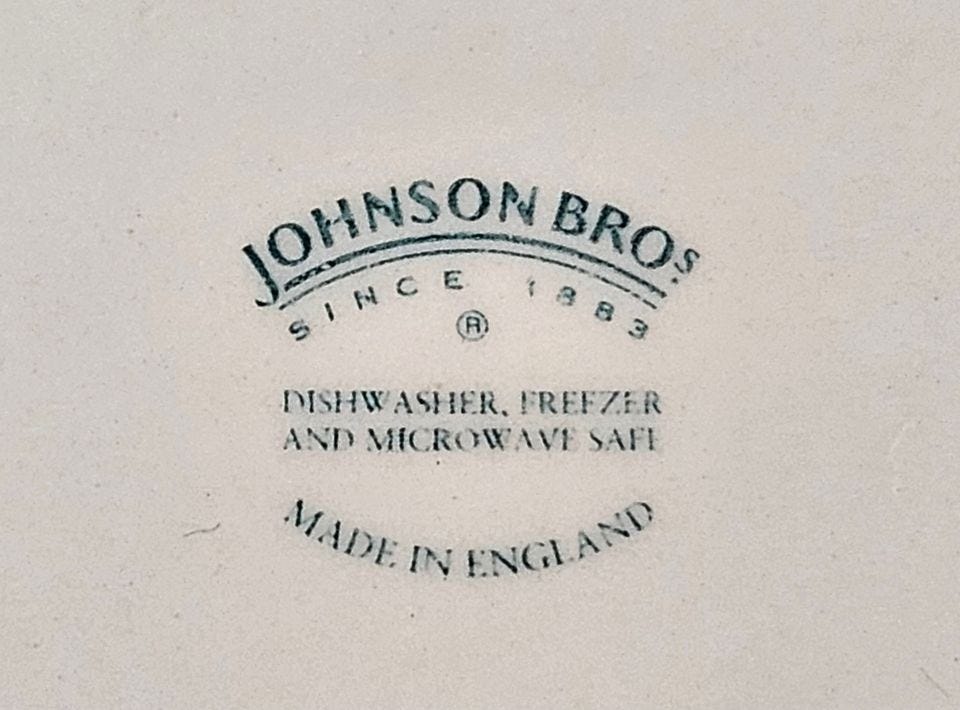 JOHNSON BROS.
SINCE 1883
®
DISHWASHER, FREEZER
AND MICROWAVE SAFE
MADE IN ENGLAND